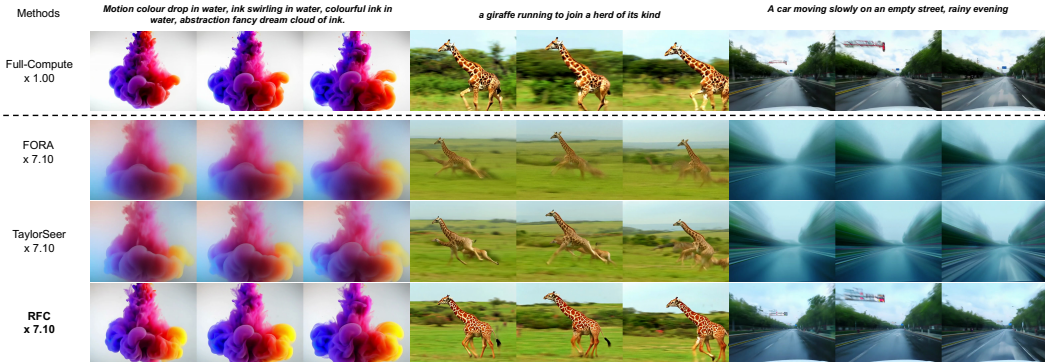 Methods
Motion colour drop in water, ink swirling in water, colourful ink in
water, abstraction fancy dream cloud of ink.
a giraffe running to join a herd of its kind
A car moving slowly on an empty street, rainy evening
Full-Compute
x 1.00
FORA
x 7.10
TaylorSeer
x 7.10
RFC
x 7.10